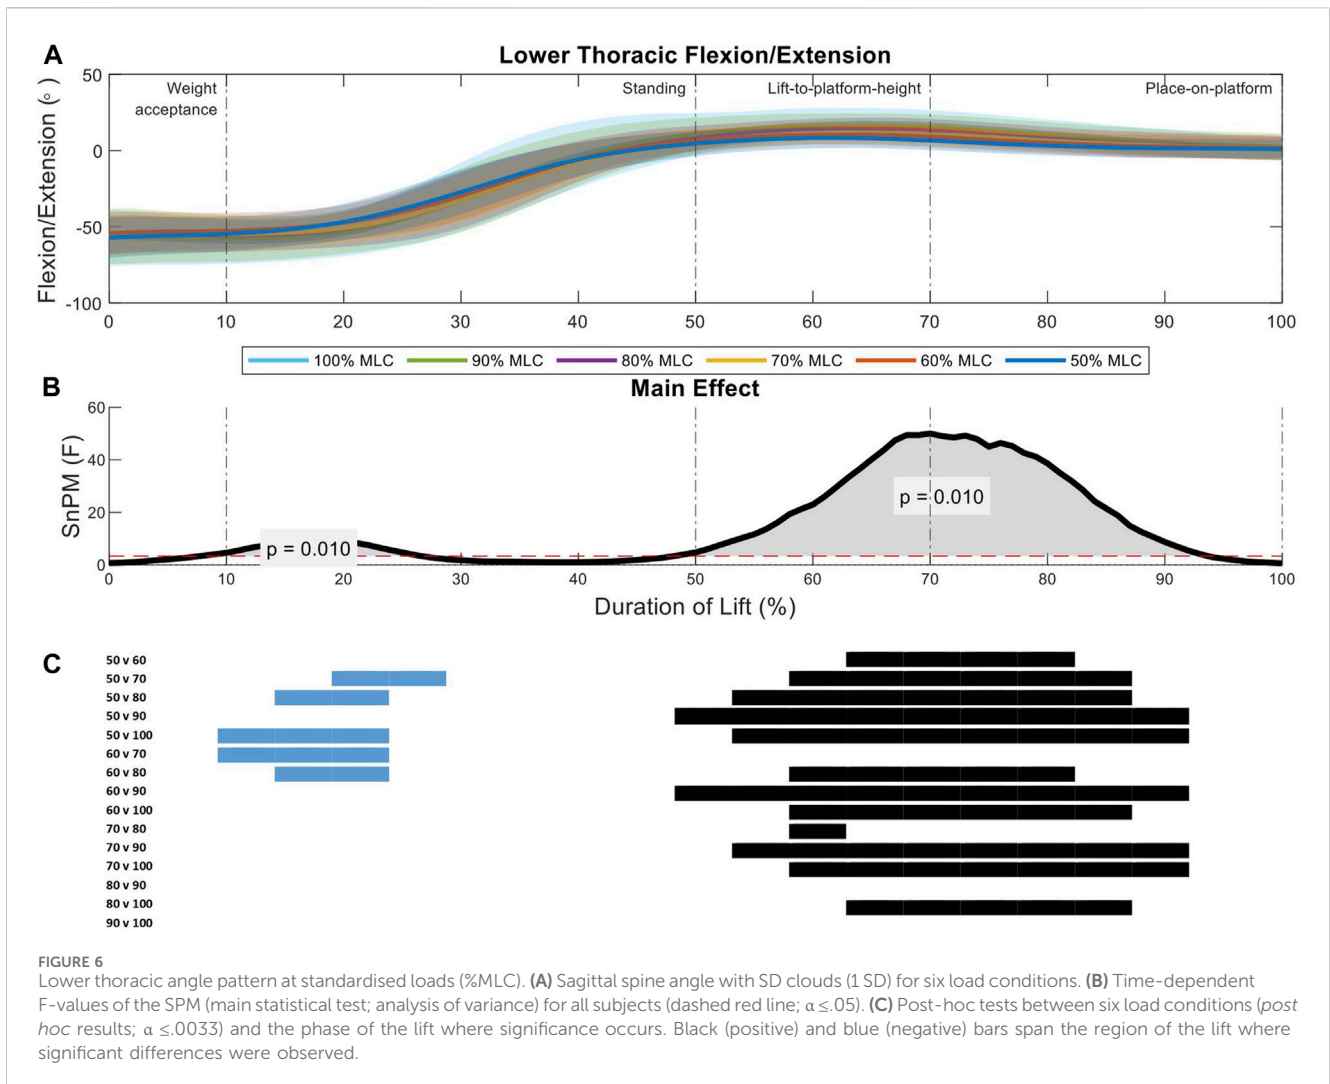 A
Lower Thoracic Flexion/Extension
Flexion/Extension (°)
50
0
-50
-100
Weight
acceptance
Standing
Lift-to-platform-height
Place-on-platform
0 10 20 30 40 50 60 70 80 90 100
100% MLC 90% MLC 80% MLC 70% MLC 60% MLC 50% MLC
B
Main Effect
SnPM (F)
60
40
20
0
p = 0.010
p = 0.010
0 10 20 30 40 50 60 70 80 90 100
Duration of Lift (%)
C
50 v 60
50 v 70
50 v 80
50 v 90
50 v 100
60 v 70
60 v 80
60 v 90
60 v 100
70 v 80
70 v 90
70 v 100
80 v 90
80 v 100
90 v 100
FIGURE 6
Lower thoracic angle pattern at standardised loads (%MLC). (A) Sagittal spine angle with SD clouds (1 SD) for six load conditions. (B) Time-dependent
F-values of the SPM (main statistical test; analysis of variance) for all subjects (dashed red line; α ≤.05). (C) Post-hoc tests between six load conditions (post
hoc results; α ≤.0033) and the phase of the lift where significance occurs. Black (positive) and blue (negative) bars span the region of the lift where
significant differences were observed.